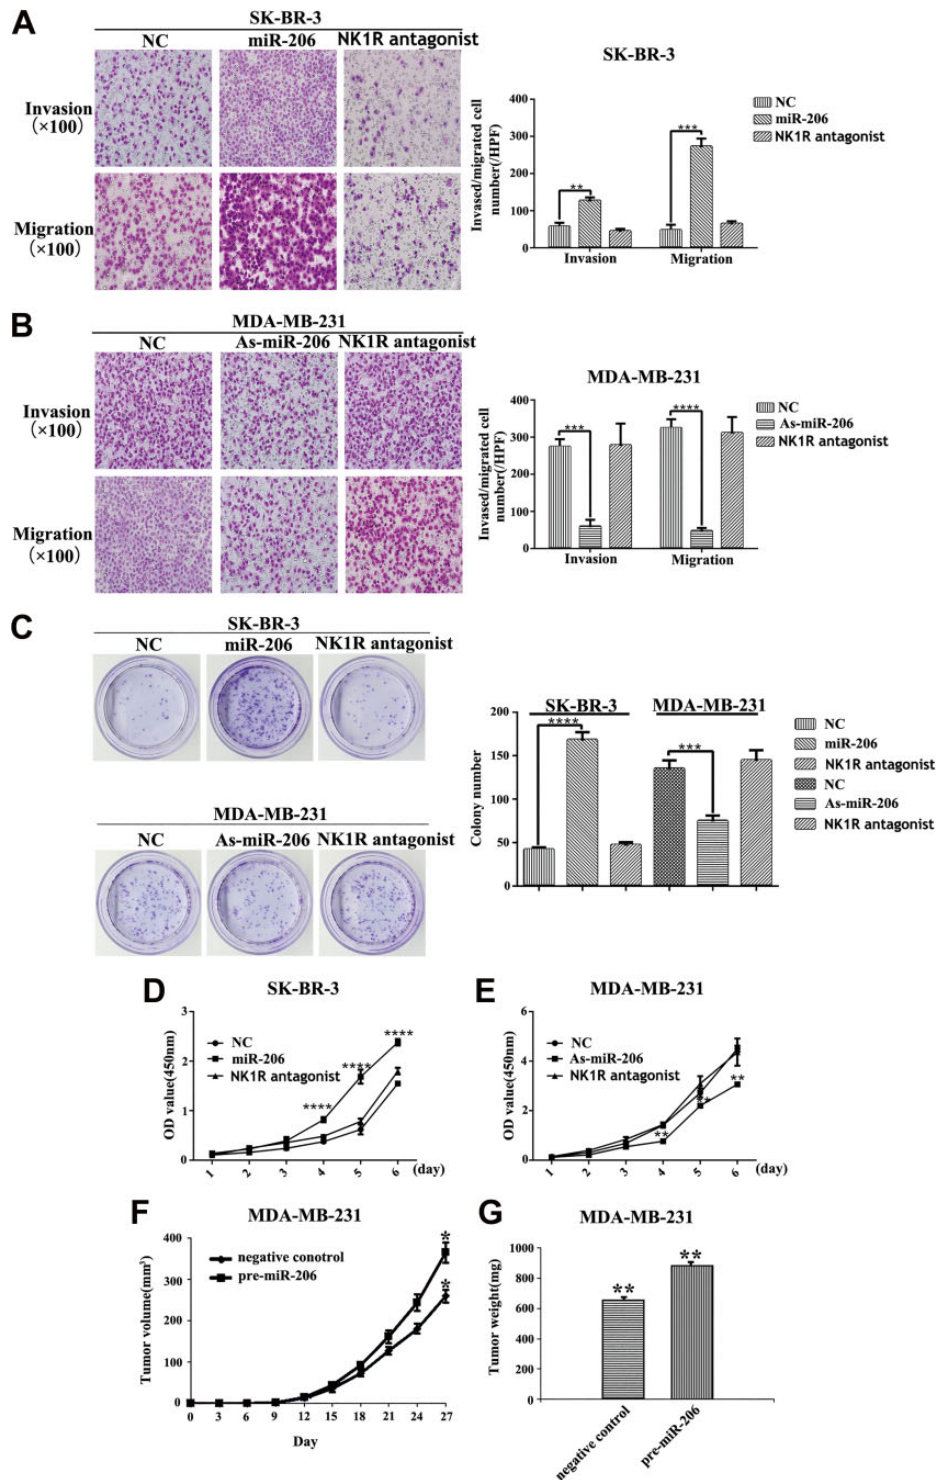 A
SK-BR-3
NC miR-206 NK1R antagonist
Invasion
(×100)
Migration
(×100)
SK-BR-3
Invaded/migrated cell
number(/HPF)
400
300
200
100
0
**
***
Invasion Migration
NC
miR-206
NK1R antagonist
B
MDA-MB-231
NC As-miR-206 NK1R antagonist
Invasion
(×100)
Migration
(×100)
MDA-MB-231
Invaded/migrated cell
number(/HPF)
400
300
200
100
0
***
****
Invasion Migration
NC
As-miR-206
NK1R antagonist
C
SK-BR-3
NC miR-206 NK1R antagonist
MDA-MB-231
NC As-miR-206 NK1R antagonist
SK-BR-3 MDA-MB-231
Colony number
200
150
100
50
0
****
***
NC
miR-206
NK1R antagonist
NC
As-miR-206
NK1R antagonist
D
SK-BR-3
OD value(450nm)
3
2
1
0
NC
miR-206
NK1R antagonist
****
****
****
1 2 3 4 5 6 (day)
E
MDA-MB-231
OD value(450nm)
6
4
2
0
NC
As-miR-206
NK1R antagonist
**
**
**
1 2 3 4 5 6 (day)
F
MDA-MB-231
Tumor volume(mm³)
400
300
200
100
0
negative conotrol
pre-miR-206
*
*
0 3 6 9 12 15 18 21 24 27
Day
G
MDA-MB-231
Tumor weight(mg)
1000
800
600
400
200
0
**
**
negative control
pre-miR-206